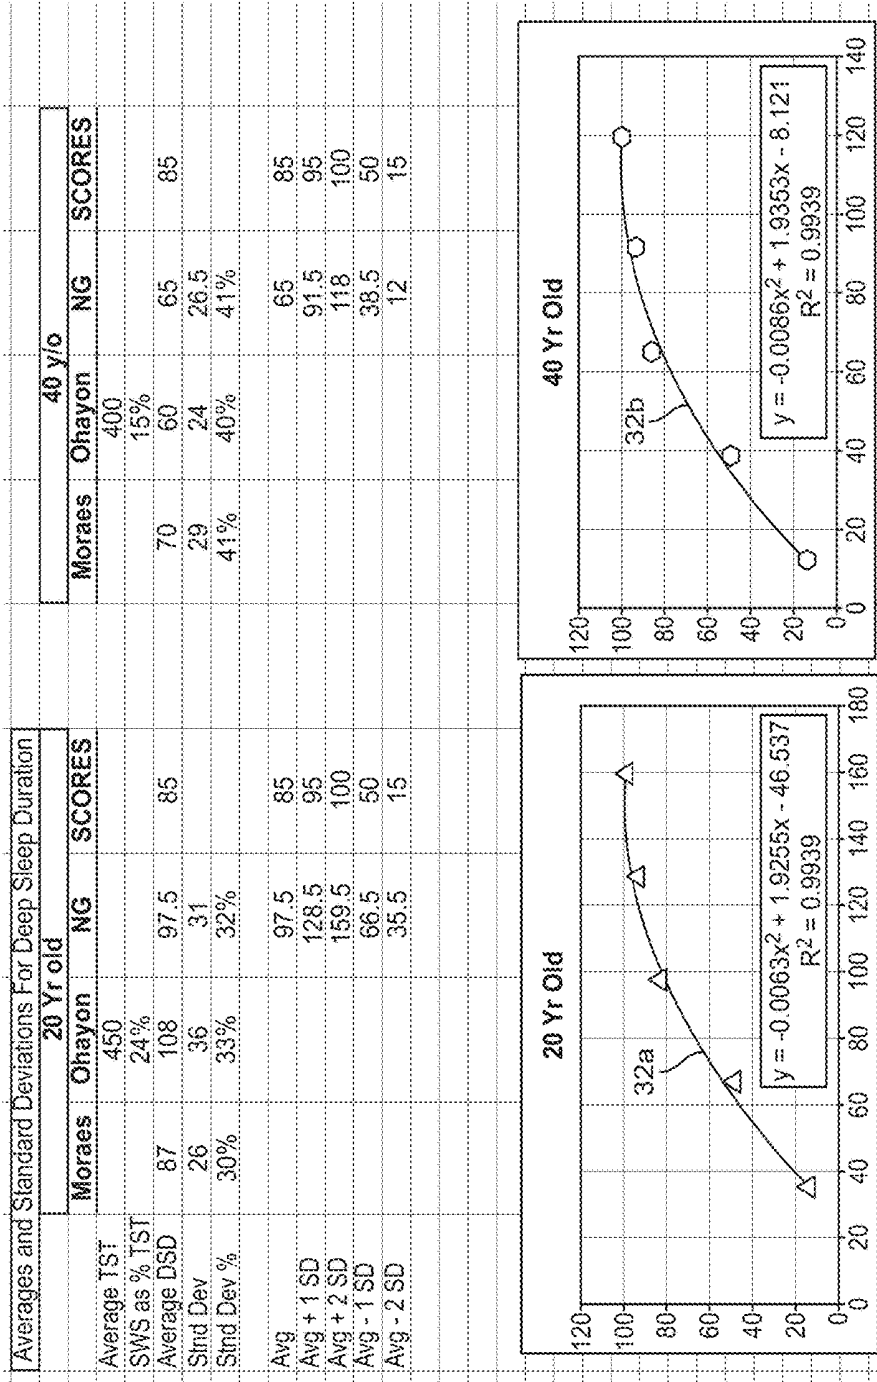 Averages and Standard Deviations For Deep Sleep Duration
20 Yr old 40 y/o
Moraes Ohayon NG SCORES Moraes Ohayon NG SCORES
Average TST 450 400
SWS as % TST 24% 15%
Average DSD 87 108 97.5 85 70 60 65 85
Stnd Dev 26 36 31 29 24 26.5
Stnd Dev % 30% 33% 32% 41% 40% 41%
Avg 97.5 85 65 85
Avg + 1 SD 128.5 95 91.5 95
Avg + 2 SD 159.5 100 118 100
Avg - 1 SD 66.5 50 38.5 50
Avg - 2 SD 35.5 15 12 15
20 Yr Old
120
100
80
60
40
20
0
32a
y = -0.0063x² + 1.9255x - 46.537
R² = 0.9939
0 20 40 60 80 100 120 140 160 180
40 Yr Old
120
100
80
60
40
20
0
32b
y = -0.0086x² + 1.9353x - 8.121
R² = 0.9939
0 20 40 60 80 100 120 140